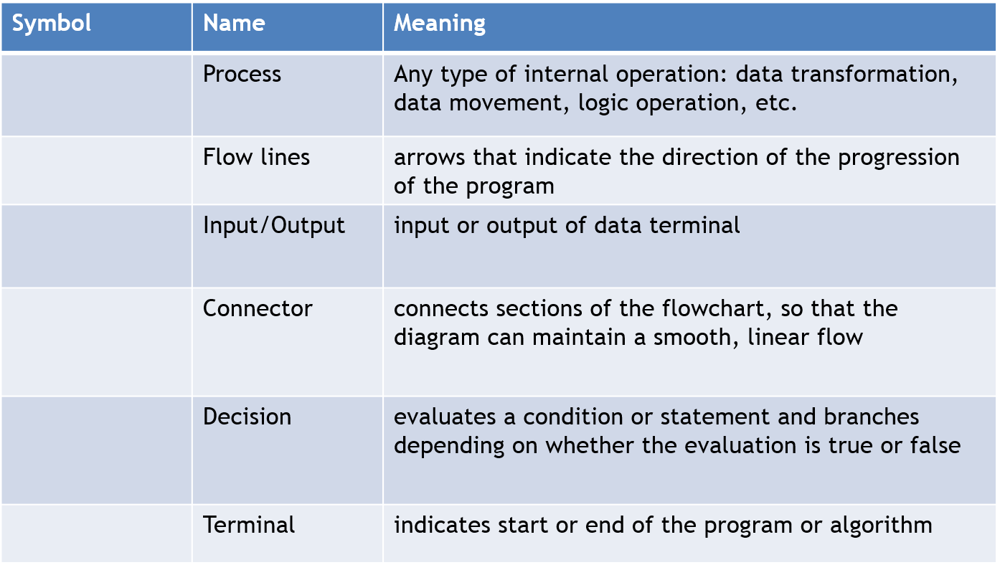 Symbol Name Meaning
Process Any type of internal operation: data transformation,
data movement, logic operation, etc.
Flow lines arrows that indicate the direction of the progression
of the program
Input/Output input or output of data terminal
Connector connects sections of the flowchart, so that the
diagram can maintain a smooth, linear flow
Decision evaluates a condition or statement and branches
depending on whether the evaluation is true or false
Terminal indicates start or end of the program or algorithm